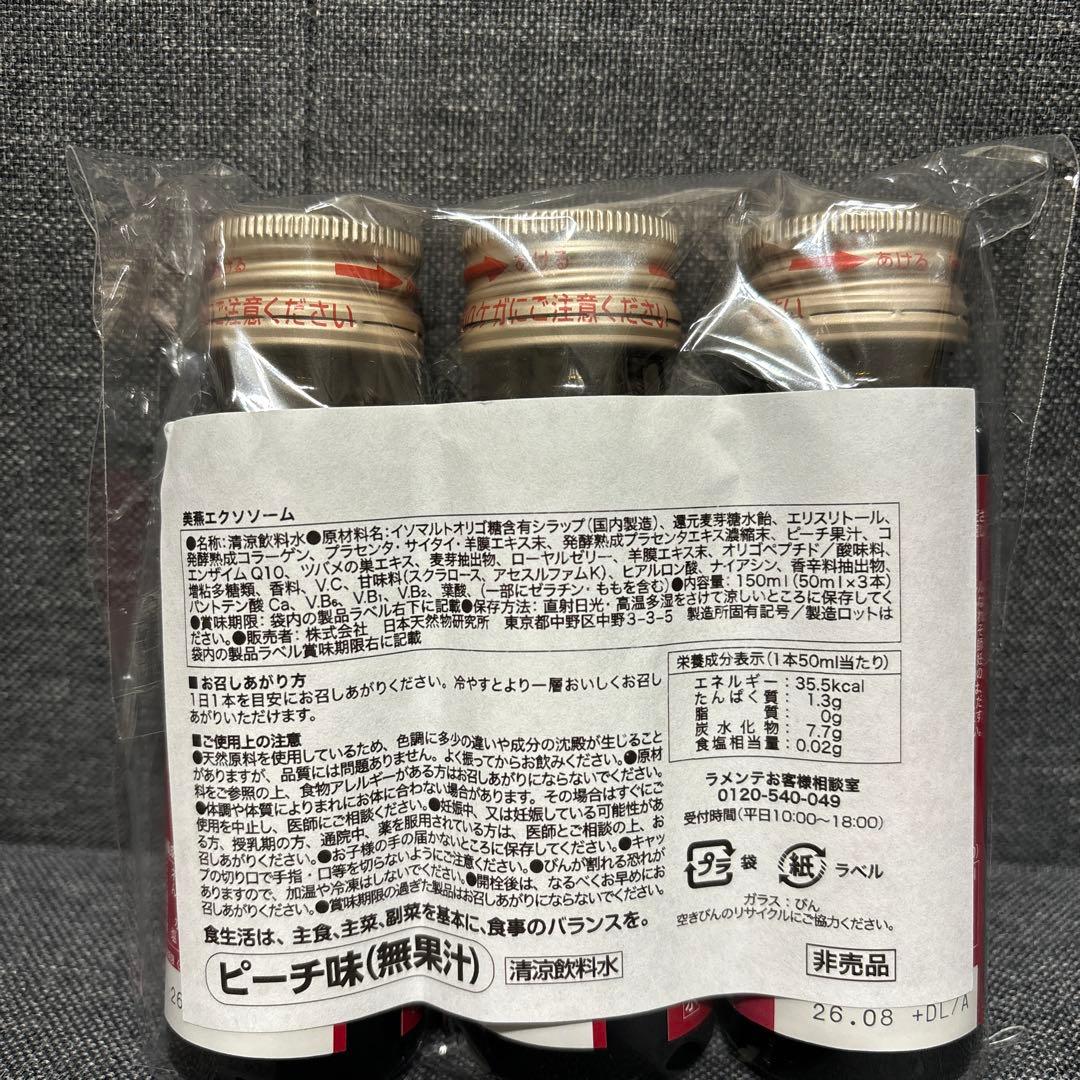 あける
あける
あける
ご注意ください
口ケガにご注意ください
ください
美燕エクソソーム
●名称：清涼飲料水●原材料名：イソマルトオリゴ糖含有シラップ（国内製造）、還元麦芽糖水飴、エリスリトール、
発酵熟成コラーゲン、プラセンタ・サイタイ・羊膜エキス末、発酵熟成プラセンタエキス濃縮末、ピーチ果汁、コ
エンザイムQ10、ツバメの巣エキス、麦芽抽出物、ローヤルゼリー、羊膜エキス末、オリゴペプチド／酸味料、
増粘多糖類、香料、V.C、甘味料（スクラロース、アセスルファムK）、ヒアルロン酸、ナイアシン、香辛料抽出物、
パントテン酸Ca、V.B₆、V.B₁、V.B₂、葉酸、（一部にゼラチン・ももを含む）●内容量：150ml（50ml×3本）
●賞味期限：袋内の製品ラベル右下に記載●保存方法：直射日光・高温多湿をさけて涼しいところに保存してく
ださい。●販売者：株式会社　日本天然物研究所　東京都中野区中野3-3-5　製造所固有記号／製造ロットは
袋内の製品ラベル賞味期限右に記載
■お召しあがり方
1日1本を目安にお召しあがりください。冷やすとより一層おいしくお召し
あがりいただけます。
■ご使用上の注意
●天然原料を使用しているため、色調に多少の違いや成分の沈殿が生じること
がありますが、品質には問題ありません。よく振ってからお飲みください。●原材
料をご参照の上、食物アレルギーがある方はお召しあがりにならないでください。
●体調や体質によりまれにお体に合わない場合があります。その場合はすぐにご
使用を中止し、医師にご相談ください。●妊娠中、又は妊娠している可能性があ
る方、授乳期の方、通院中、薬を服用されている方は、医師とご相談の上、お
召しあがりください。●お子様の手の届かないところに保存してください。●キャッ
プの切り口で手指・口等を切らないようにご注意ください。●びんが割れる恐れが
ありますので、加温や冷凍はしないでください。●開栓後は、なるべくお早めにお
召しあがりください。●賞味期限の過ぎた製品はお召しあがりにならないでください。
食生活は、主食、主菜、副菜を基本に、食事のバランスを。
ピーチ味（無果汁）
清涼飲料水
栄養成分表示（1本50ml当たり）
エネルギー：35.5kcal
たんぱく質：1.3g
脂質：0g
炭水化物：7.7g
食塩相当量：0.02g
ラメンテお客様相談室
0120-540-049
受付時間（平日10:00～18:00）
プラ 袋 紙 ラベル
ガラス：びん
空きびんのリサイクルにご協力ください。
非売品
26
26.08 +DL/A